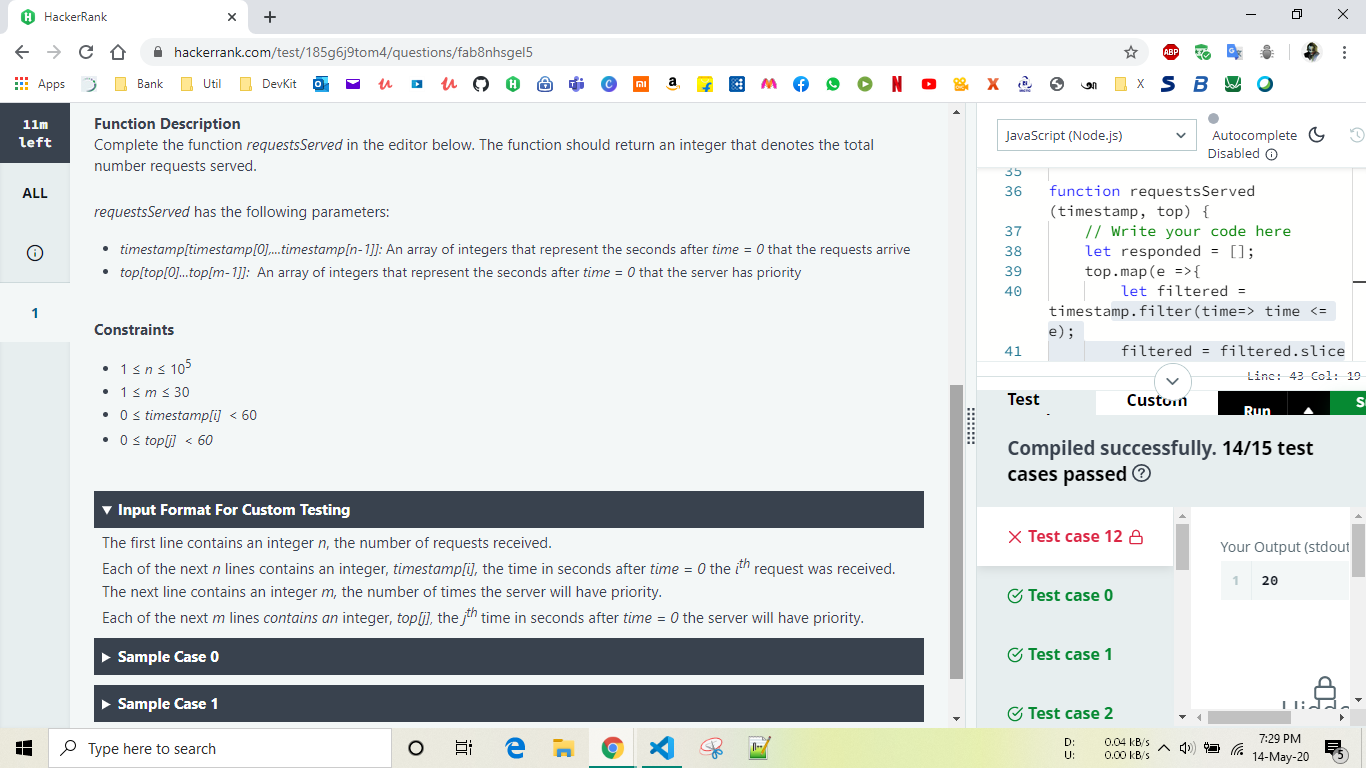 HackerRank
hackerrank.com/test/185g6j9tom4/questions/fab8nhsgel5
ABP
Apps
Bank
Util
DevKit
X
11m
left
ALL
1
Function Description
Complete the function requestsServed in the editor below. The function should return an integer that denotes the total
number requests served.
requestsServed has the following parameters:
timestamp[timestamp[0],...timestamp[n-1]]: An array of integers that represent the seconds after time = 0 that the requests arrive
top[top[0]...top[m-1]]: An array of integers that represent the seconds after time = 0 that the server has priority
Constraints
1 ≤ n ≤ 10^5
1 ≤ m ≤ 30
0 ≤ timestamp[i] < 60
0 ≤ top[j] < 60
▼ Input Format For Custom Testing
The first line contains an integer n, the number of requests received.
Each of the next n lines contains an integer, timestamp[i], the time in seconds after time = 0 the i^th request was received.
The next line contains an integer m, the number of times the server will have priority.
Each of the next m lines contains an integer, top[j], the j^th time in seconds after time = 0 the server will have priority.
▶ Sample Case 0
▶ Sample Case 1
JavaScript (Node.js)
Autocomplete
Disabled
35
36 function requestsServed
(timestamp, top) {
37 // Write your code here
38 let responded = [];
39 top.map(e =>{
40 let filtered =
timestamp.filter(time=> time <=
e);
41 filtered = filtered.slice
Line: 43 Col: 19
Test
Custom
Run
Compiled successfully. 14/15 test
cases passed
Test case 12
Test case 0
Test case 1
Test case 2
Your Output (stdout
1 20
Type here to search
D: 0.04 kB/s
U: 0.00 kB/s
7:29 PM
14-May-20
5